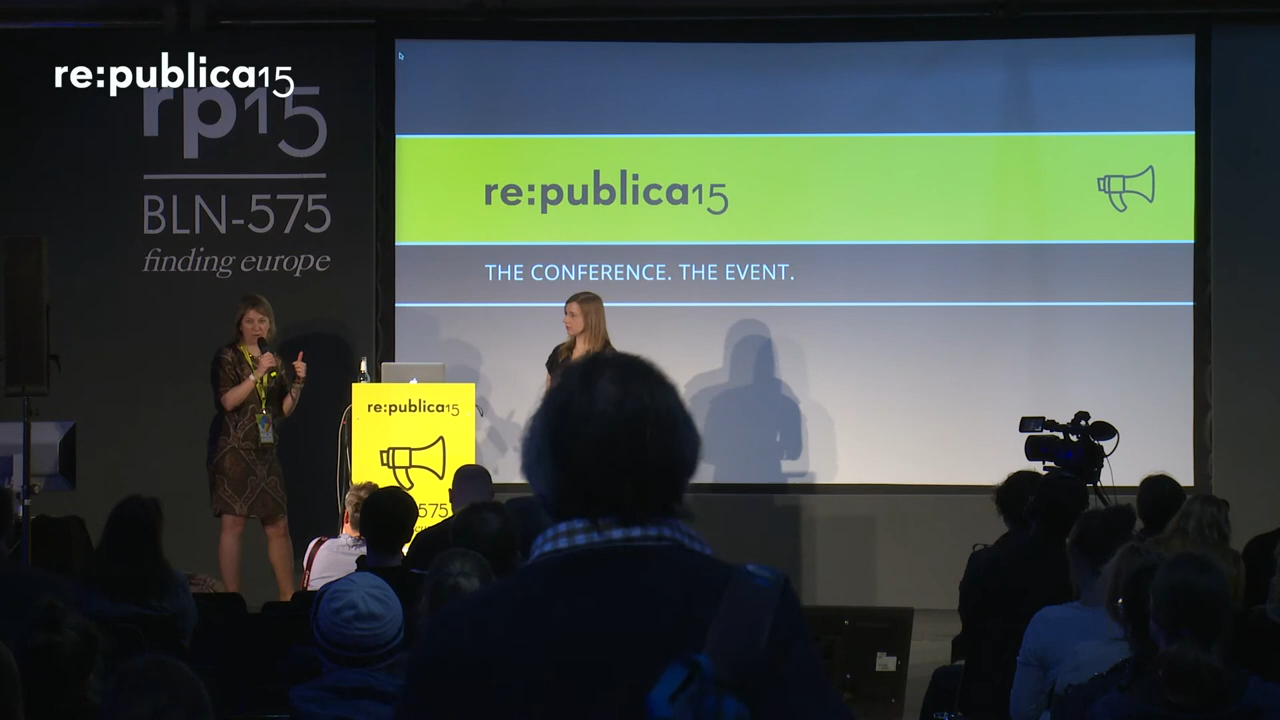 re:publica15
rp15
BLN-575
finding europe
re:publica15
THE CONFERENCE. THE EVENT.
re:publica15
575